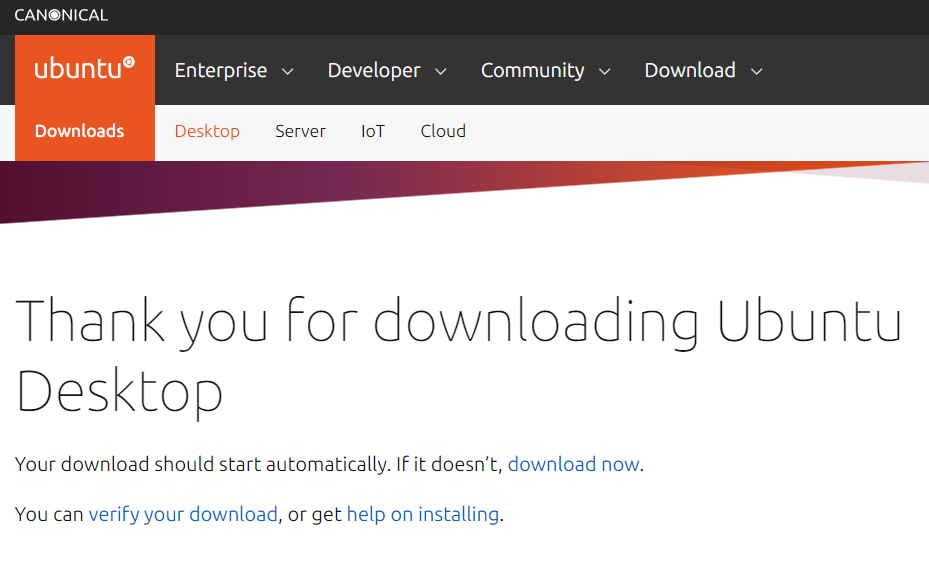 CANONICAL
ubuntu
Enterprise Developer Community Download
Downloads Desktop Server IoT Cloud
Thank you for downloading Ubuntu
Desktop
Your download should start automatically. If it doesn’t, download now.
You can verify your download, or get help on installing.